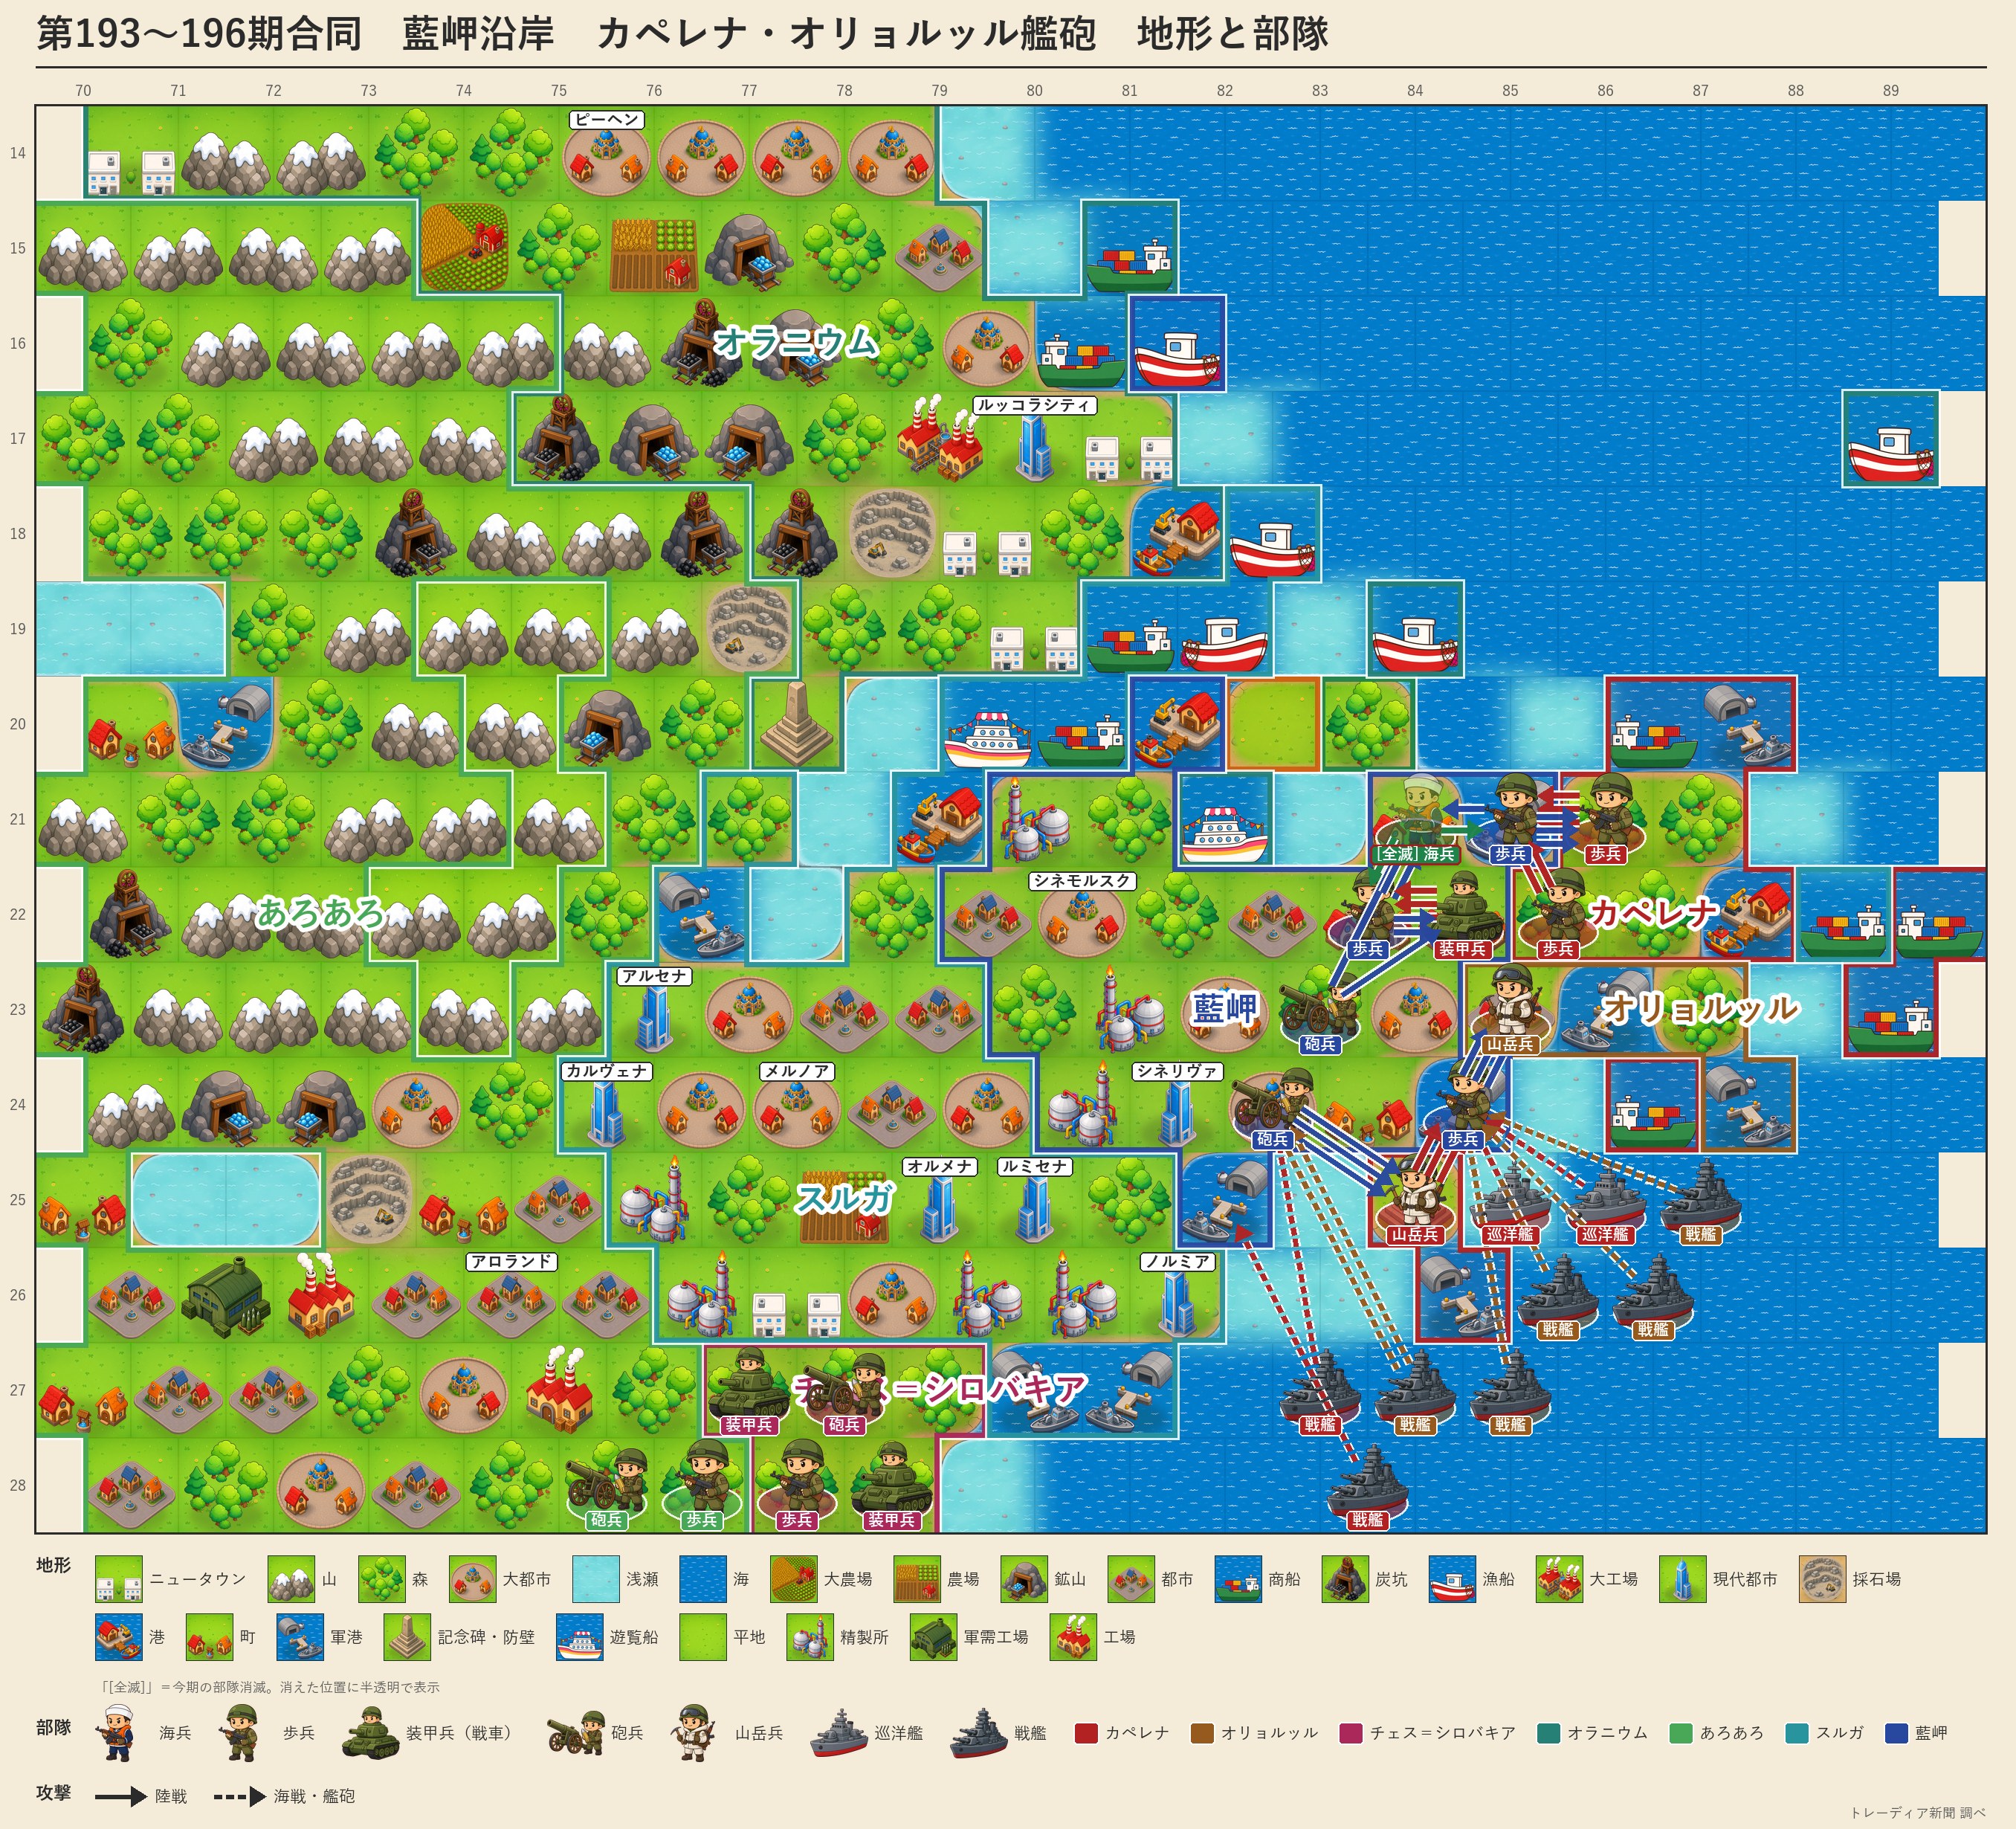 第193〜196期合同　藍岬沿岸　カペレナ・オリョルッル艦砲　地形と部隊
70 71 72 73 74 75 76 77 78 79 80 81 82 83 84 85 86 87 88 89
14
ピーヘン
15
16
オラニウム
17
ルッコラシティ
18
19
20
21
[全滅] 海兵 歩兵 歩兵
22
あろあろ
シネモルスク
歩兵 装甲兵 歩兵
カペレナ
23
アルセナ
藍岬
砲兵
山岳兵
オリョルッル
24
カルヴェナ メルノア シネリヴァ
砲兵 歩兵
25
オルメナ ルミセナ
スルガ
山岳兵 巡洋艦 巡洋艦 戦艦
26
アロランド ノルミア
戦艦 戦艦
27
チェス＝シロバキア
装甲兵 砲兵 戦艦 戦艦 戦艦
28
砲兵 歩兵 歩兵 装甲兵 戦艦
地形 ニュータウン 山 森 大都市 浅瀬 海 大農場 農場 鉱山 都市 商船 炭坑 漁船 大工場 現代都市 採石場
港 町 軍港 記念碑・防壁 遊覧船 平地 精製所 軍需工場 工場
「[全滅]」＝今期の部隊消滅。消えた位置に半透明で表示
部隊 海兵 歩兵 装甲兵（戦車） 砲兵 山岳兵 巡洋艦 戦艦 カペレナ オリョルッル チェス＝シロバキア オラニウム あろあろ スルガ 藍岬
攻撃 陸戦 海戦・艦砲
トレーディア新聞 調べ